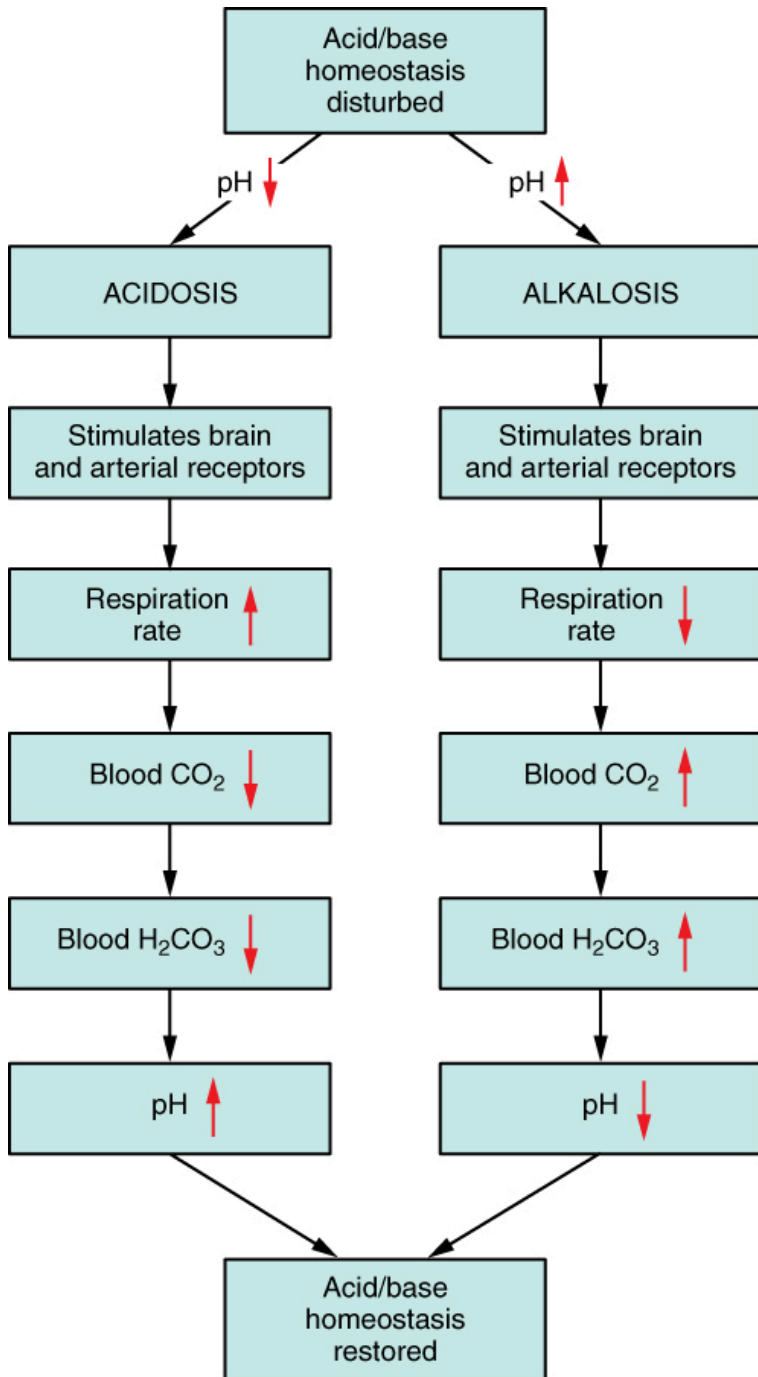 Acid/base
homeostasis
disturbed
pH
pH
ACIDOSIS
ALKALOSIS
Stimulates brain
and arterial receptors
Stimulates brain
and arterial receptors
Respiration
rate
Respiration
rate
Blood CO₂
Blood CO₂
Blood H₂CO₃
Blood H₂CO₃
pH
pH
Acid/base
homeostasis
restored